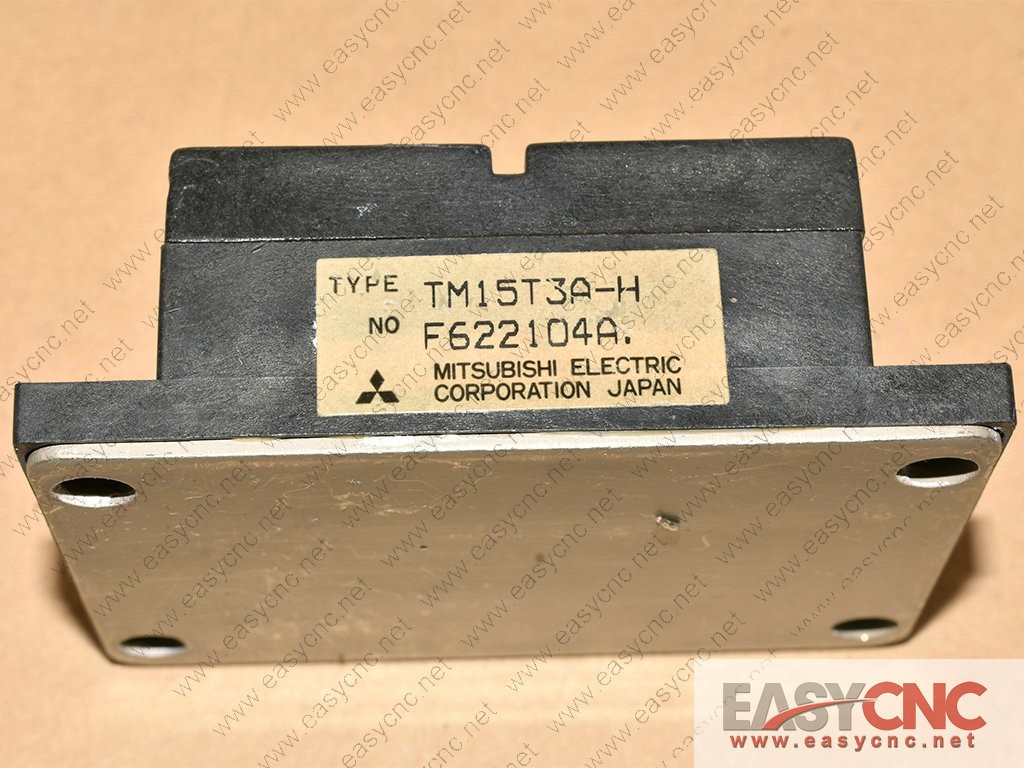 TYPE TM15T3A-H
NO F622104A.
MITSUBISHI ELECTRIC
CORPORATION JAPAN
EASYCNC
www.easycnc.net